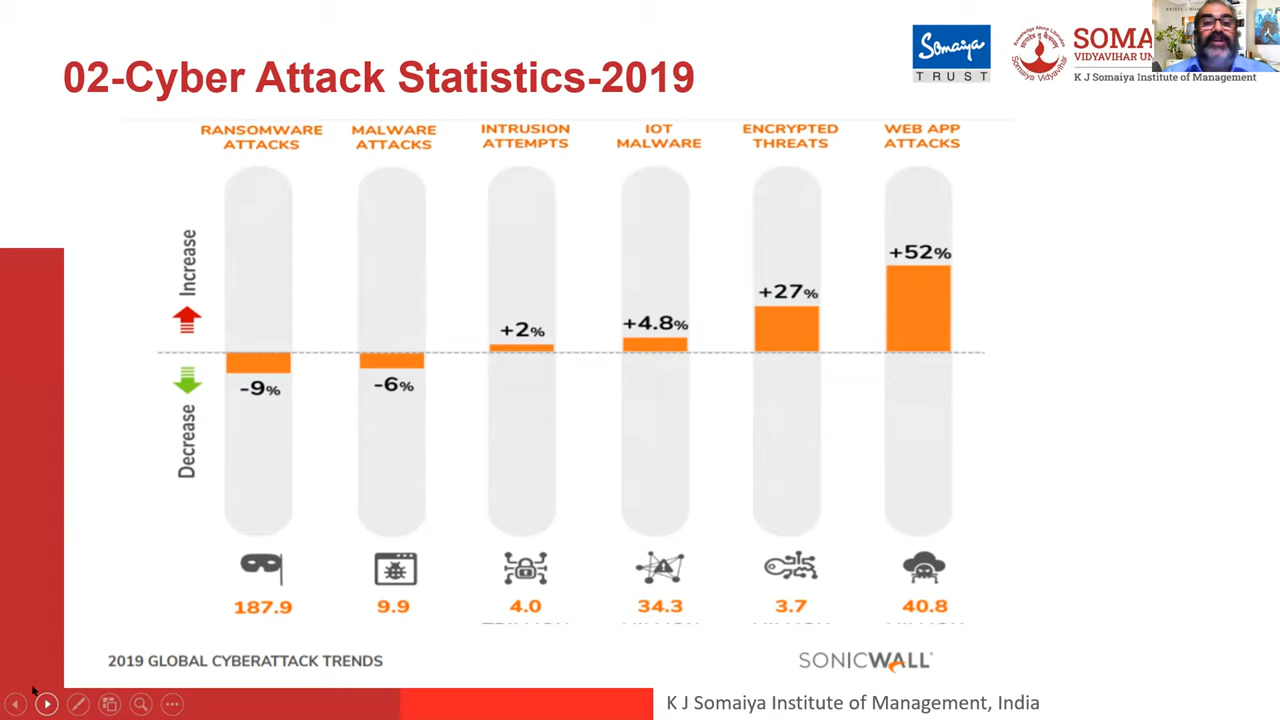 02-Cyber Attack Statistics-2019
Somaiya
TRUST
Somaiya Vidyavihar
SOMA
VIDYAVIHAR UN
K J Somaiya Institute of Management
RANSOMWARE
ATTACKS
MALWARE
ATTACKS
INTRUSION
ATTEMPTS
IOT
MALWARE
ENCRYPTED
THREATS
WEB APP
ATTACKS
Increase
Decrease
-9%
-6%
+2%
+4.8%
+27%
+52%
187.9
9.9
4.0
34.3
3.7
40.8
2019 GLOBAL CYBERATTACK TRENDS
SONICWALL
K J Somaiya Institute of Management, India